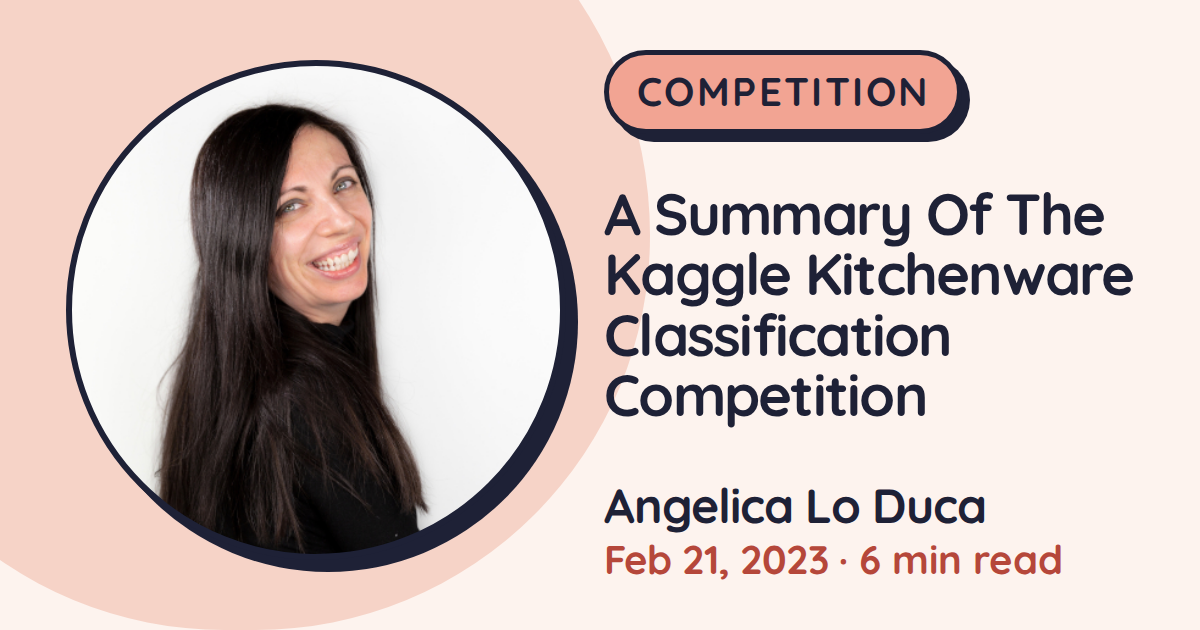 COMPETITION
A Summary Of The
Kaggle Kitchenware
Classification
Competition
Angelica Lo Duca
Feb 21, 2023 · 6 min read